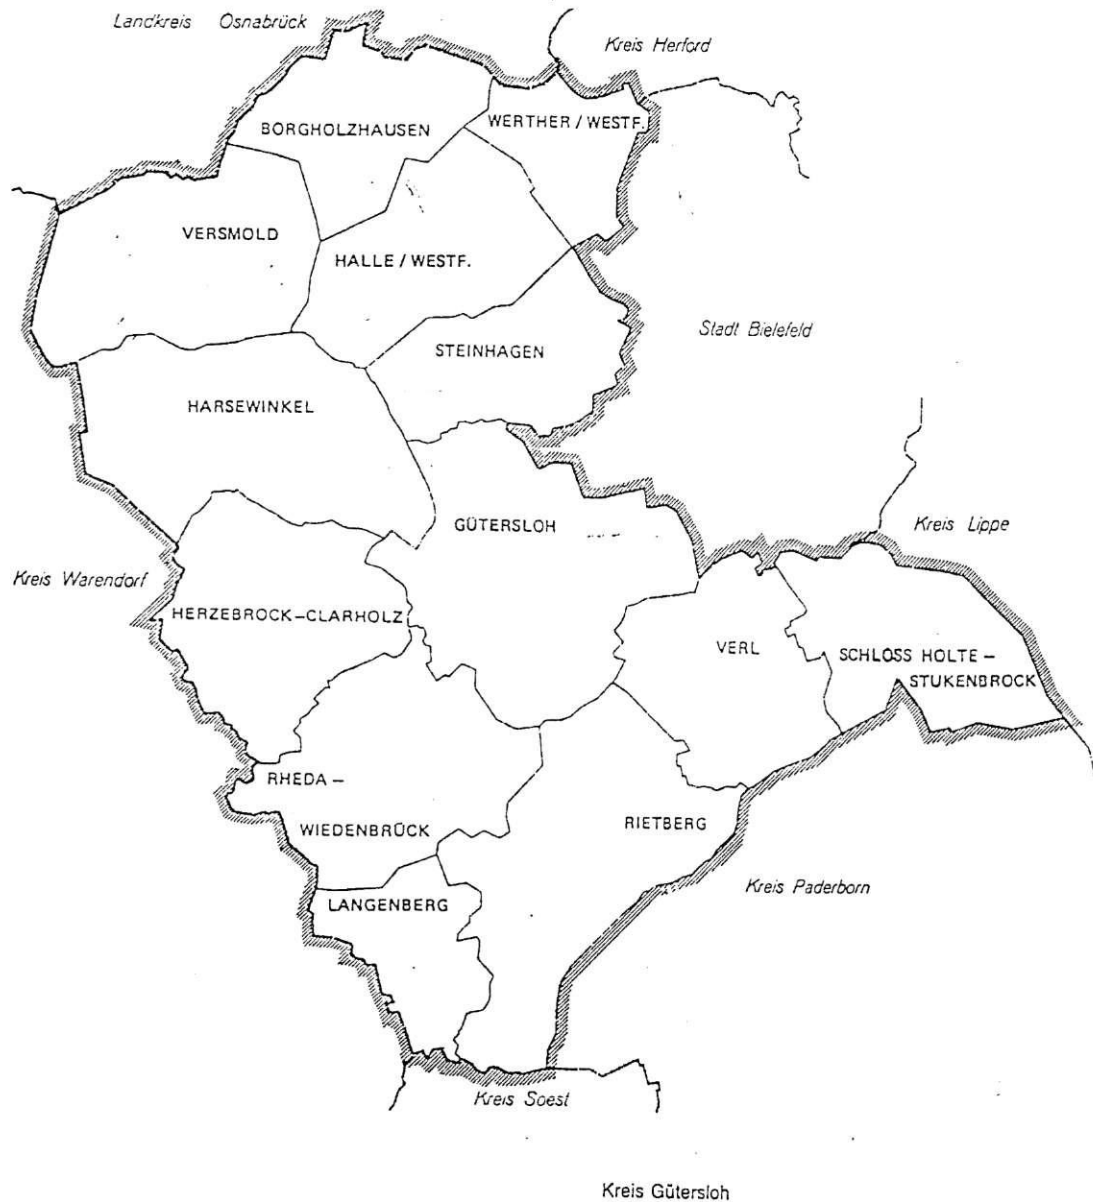 Landkreis Osnabrück
Kreis Herford
BORGHOLZHAUSEN
WERTHER / WESTF.
VERSMOLD
HALLE / WESTF.
Stadt Bielefeld
STEINHAGEN
HARSEWINKEL
GÜTERSLOH
Kreis Lippe
Kreis Warendorf
HERZEBROCK – CLARHOLZ
VERL
SCHLOSS HOLTE –
STUKENBROCK
RHEDA –
WIEDENBRÜCK
RIETBERG
Kreis Paderborn
LANGENBERG
Kreis Soest
Kreis Gütersloh